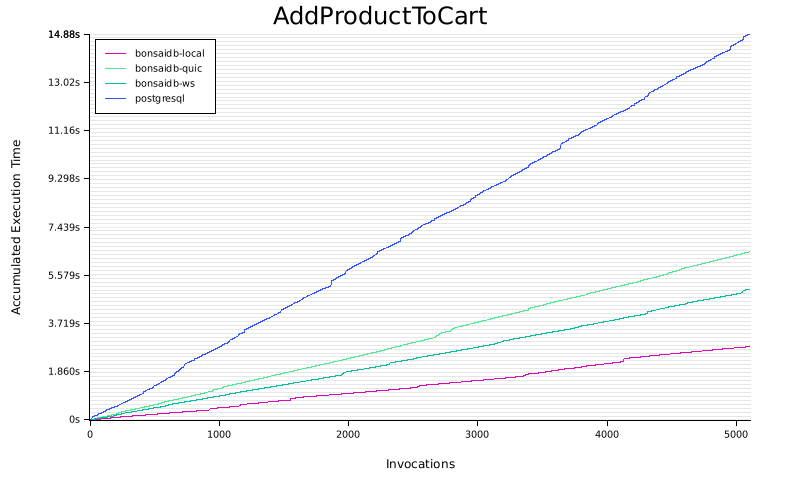 AddProductToCart
14.88s
bonsaidb-local
bonsaidb-quic
bonsaidb-ws
postgresql
13.02s
11.16s
9.298s
7.439s
5.579s
3.719s
1.860s
0s
Accumulated Execution Time
0 1000 2000 3000 4000 5000
Invocations